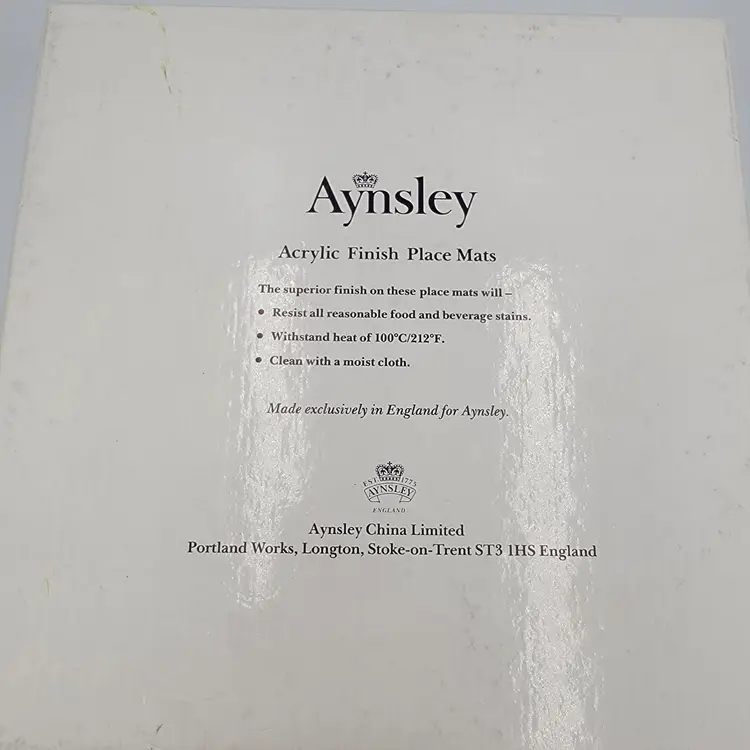 Aynsley
Acrylic Finish Place Mats
The superior finish on these place mats will –
• Resist all reasonable food and beverage stains.
• Withstand heat of 100°C/212°F.
• Clean with a moist cloth.
Made exclusively in England for Aynsley.
EST 1775
AYNSLEY
ENGLAND
Aynsley China Limited
Portland Works, Longton, Stoke-on-Trent ST3 1HS England